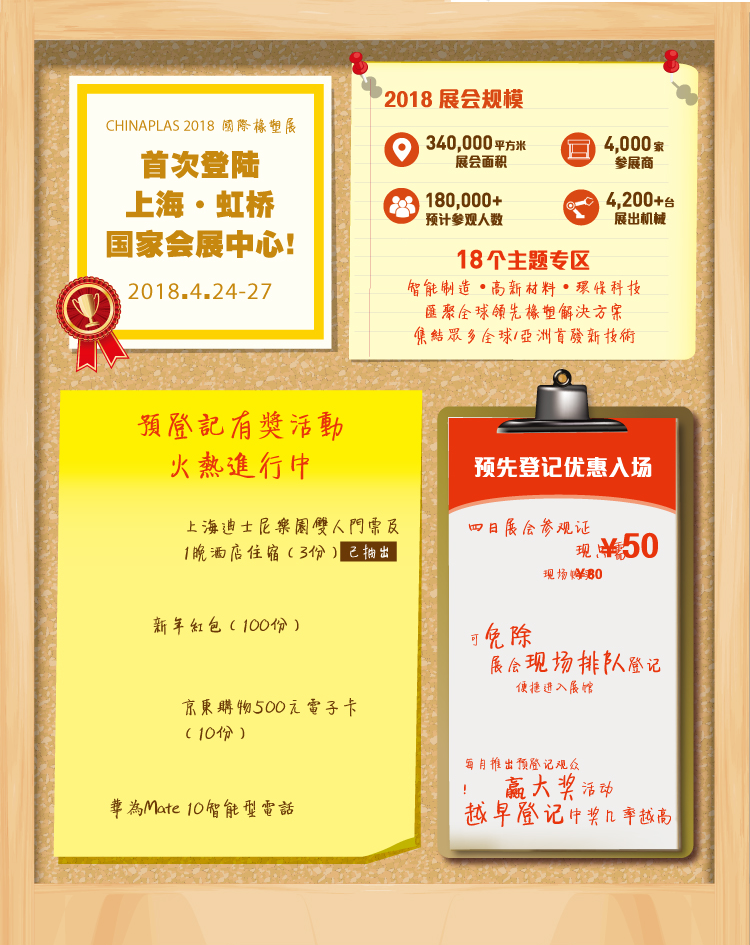 CHINAPLAS 2018 國際橡塑展
首次登陆
上海·虹桥
国家会展中心!
2018.4.24-27
2018 展会规模
340,000平方米
展会面积
4,000家
参展商
180,000+
预计参观人数
4,200+台
展出机械
18个主题专区
智能制造•高新材料•環保科技
匯聚全球領先橡塑解決方案
集結眾多全球/亞洲首發新技術
預登記有獎活動
火熱進行中
上海迪士尼樂園雙人門票及
1晚酒店住宿(3份) 已抽出
新年紅包(100份)
京東購物500元電子卡
(10份)
華為Mate 10智能型電話
预先登记优惠入场
四日展会参观证
现只需¥50
现场¥80
可免除
展会现场排队登记
便捷进入展馆
每月推出预登记观众
! 赢大奖活动
越早登记中奖几率越高